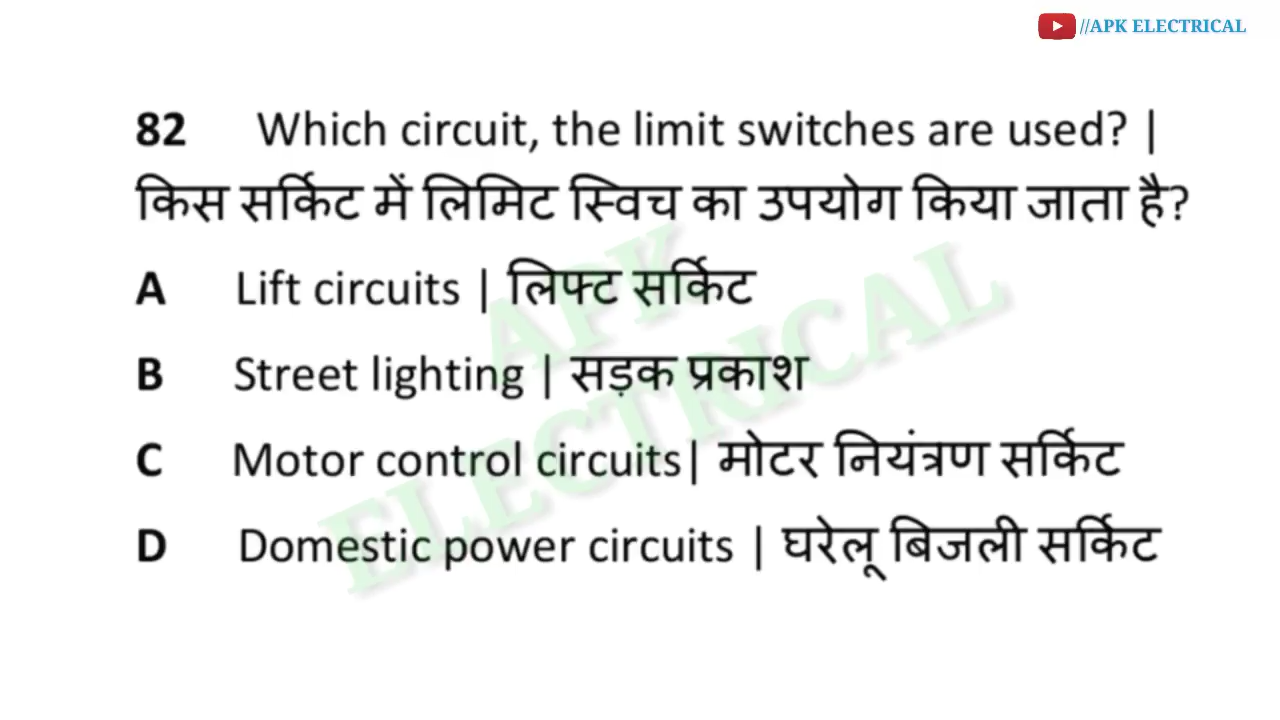 //APK ELECTRICAL
82 Which circuit, the limit switches are used? |
किस सर्किट में लिमिट स्विच का उपयोग किया जाता है?
A Lift circuits | लिफ्ट सर्किट
B Street lighting | सड़क प्रकाश
C Motor control circuits| मोटर नियंत्रण सर्किट
D Domestic power circuits | घरेलू बिजली सर्किट
APK
ELECTRICAL